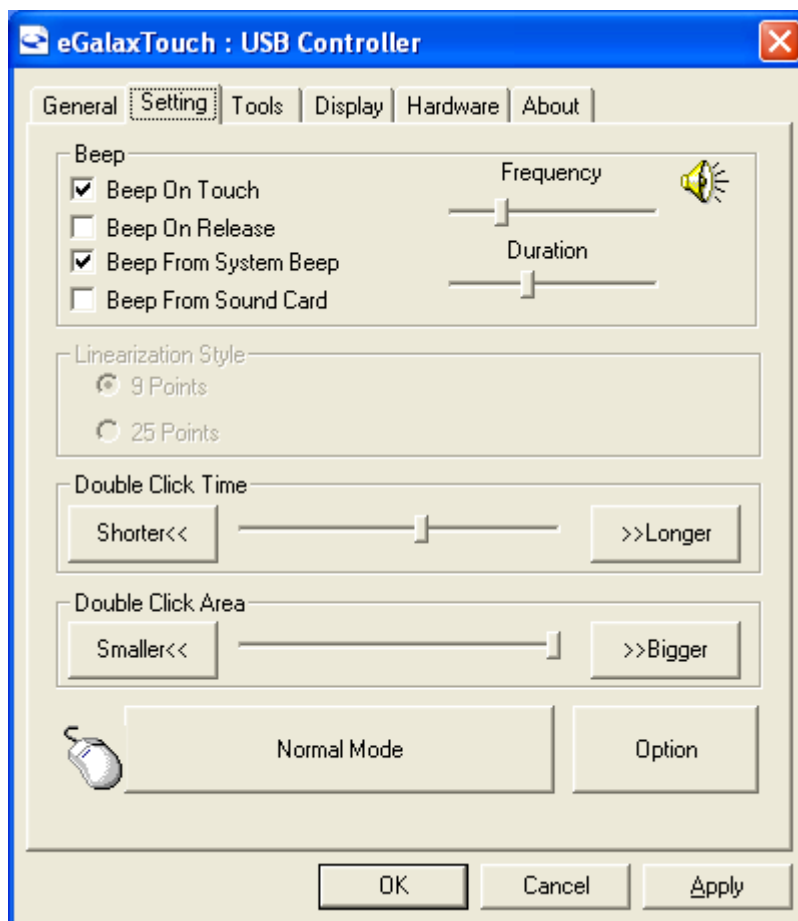 eGalaxTouch : USB Controller
General Setting Tools Display Hardware About
Beep
Beep On Touch
Beep On Release
Beep From System Beep
Beep From Sound Card
Frequency
Duration
Linearization Style
9 Points
25 Points
Double Click Time
Shorter<< >>Longer
Double Click Area
Smaller<< >>Bigger
Normal Mode Option
OK Cancel Apply